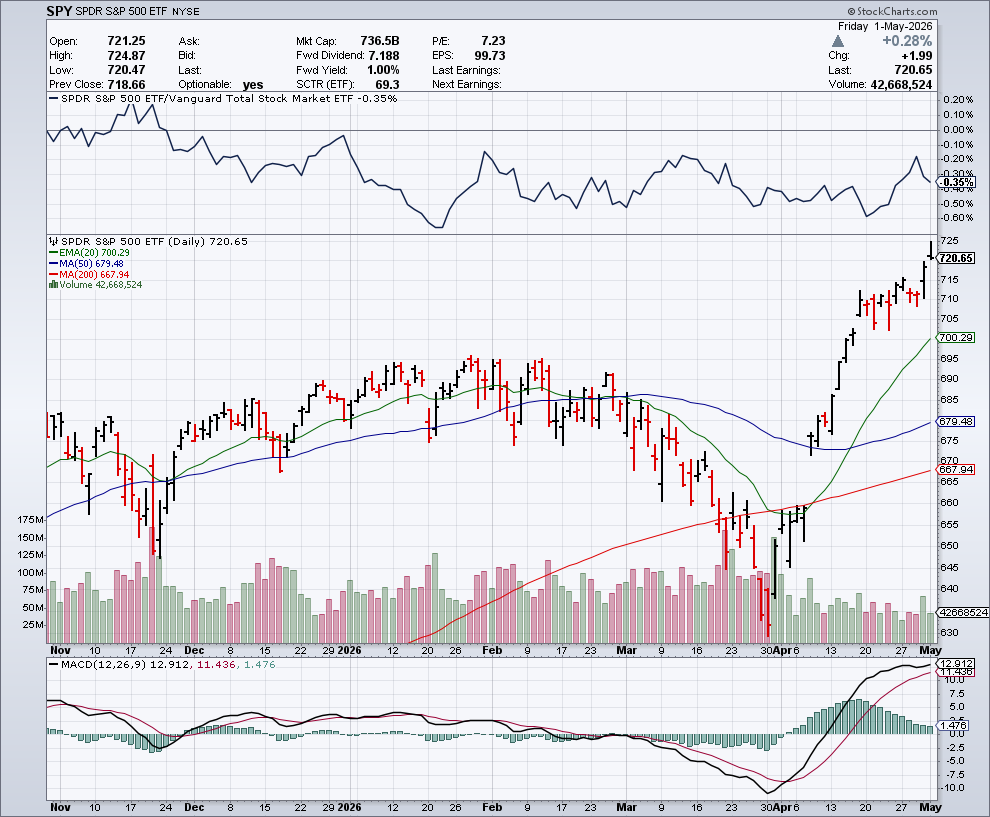 SPY SPDR S&P 500 ETF NYSE © StockCharts.com
Friday 1-May-2026
Open: 721.25 Ask: Mkt Cap: 736.5B P/E: 7.23 ▲ +0.28%
High: 724.87 Bid: Fwd Dividend: 7.188 EPS: 99.73 Chg: +1.99
Low: 720.47 Last: Fwd Yield: 1.00% Last Earnings: Last: 720.65
Prev Close: 718.66 Optionable: yes SCTR (ETF): 69.3 Next Earnings: Volume: 42,668,524
SPDR S&P 500 ETF/Vanguard Total Stock Market ETF -0.35%
0.20%
0.10%
0.00%
-0.10%
-0.20%
-0.30%
-0.35%
-0.40%
-0.50%
-0.60%
SPDR S&P 500 ETF (Daily) 720.65
EMA(20) 700.29
MA(50) 679.48
MA(200) 667.94
Volume 42,668,524
725
720.65
715
710
705
700.29
695
690
685
679.48
675
670
667.94
665
660
655
650
645
640
42668524
630
175M
150M
125M
100M
75M
50M
25M
Nov 10 17 24 Dec 8 15 22 29 2026 12 20 26 Feb 9 17 23 Mar 9 16 23 30 Apr 6 13 20 27 May
MACD(12,26,9) 12.912, 11.436, 1.476
12.912
11.436
10.0
7.5
5.0
2.5
1.476
0.0
-2.5
-5.0
-7.5
-10.0
Nov 10 17 24 Dec 8 15 22 29 2026 12 20 26 Feb 9 17 23 Mar 9 16 23 30 Apr 6 13 20 27 May